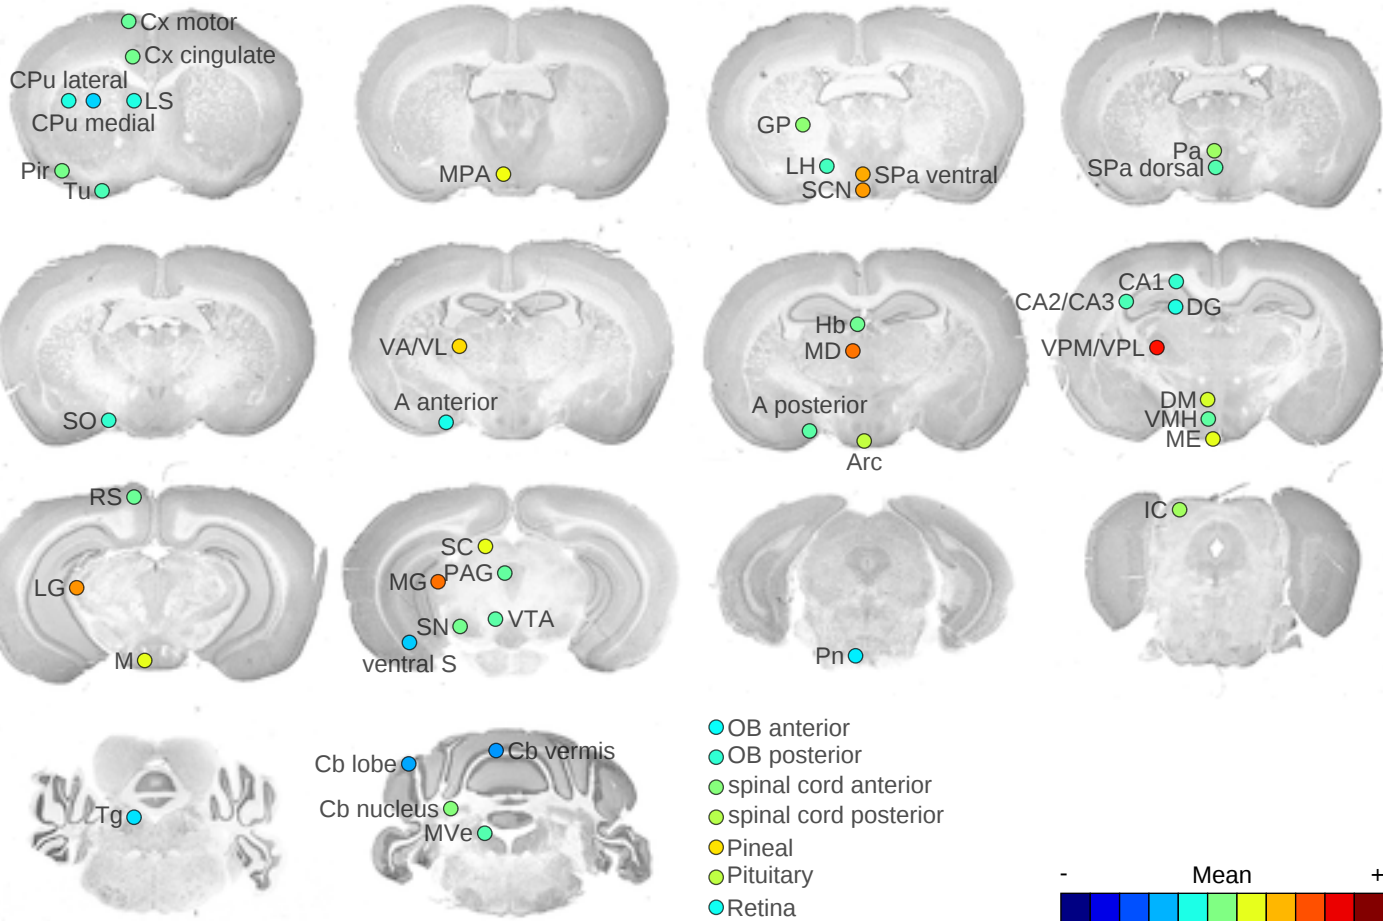 Cx motor
Cx cingulate
CPu lateral
LS
CPu medial
Pir
Tu
MPA
GP
LH
SPa ventral
SCN
Pa
SPa dorsal
SO
VA/VL
A anterior
Hb
MD
A posterior
Arc
CA1
CA2/CA3
DG
VPM/VPL
DM
VMH
ME
RS
LG
M
SC
MG
PAG
SN
VTA
ventral S
Pn
IC
Tg
Cb lobe
Cb vermis
Cb nucleus
MVe
OB anterior
OB posterior
spinal cord anterior
spinal cord posterior
Pineal
Pituitary
Retina
- Mean +